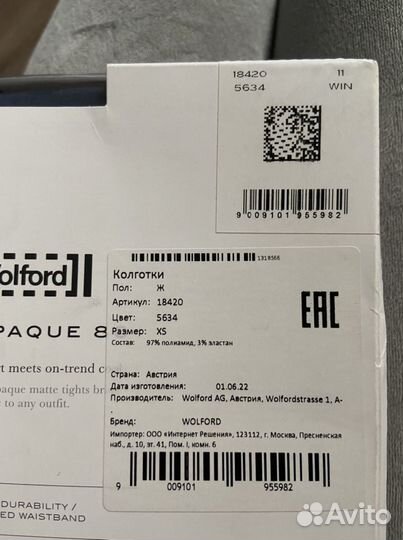 18420 11
5634 WIN
9 009101 955982
Wolford
PAQUE 8
rt meets on-trend c
paque matte tights br
to any outfit.
DURABILITY /
ED WAISTBAND
1318566
Колготки
Пол: Ж
Артикул: 18420
Цвет: 5634
Размер: XS
Состав: 97% полиамид, 3% эластан
EAC
Страна: Австрия
Дата изготовления: 01.06.22
Производитель: Wolford AG, Австрия, Wolfordstrasse 1, A-
.
Бренд: WOLFORD
Импортер: ООО «Интернет Решения», 123112, г. Москва, Пресненская
наб., д. 10, эт. 41, Пом. I, комн. 6
9 009101 955982
Avito